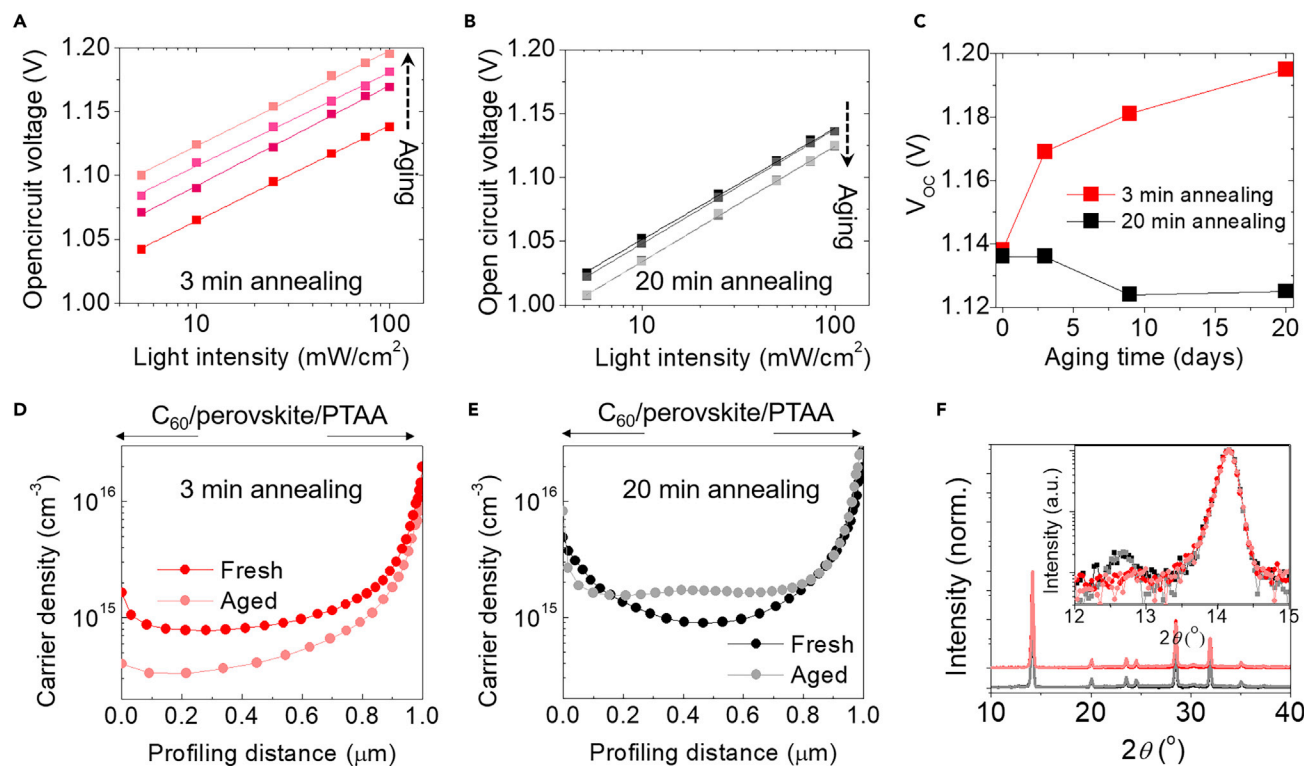 A
Opencircuit voltage (V)
1.20
1.15
1.10
1.05
1.00
Aging
3 min annealing
10
100
Light intensity (mW/cm²)
B
Open circuit voltage (V)
1.20
1.15
1.10
1.05
1.00
Aging
20 min annealing
10
100
Light intensity (mW/cm²)
C
V_OC (V)
1.20
1.18
1.16
1.14
1.12
3 min annealing
20 min annealing
0 5 10 15 20
Aging time (days)
D
C₆₀/perovskite/PTAA
Carrier density (cm⁻³)
10¹⁶
10¹⁵
3 min annealing
Fresh
Aged
0.0 0.2 0.4 0.6 0.8 1.0
Profiling distance (μm)
E
C₆₀/perovskite/PTAA
Carrier density (cm⁻³)
10¹⁶
10¹⁵
20 min annealing
Fresh
Aged
0.0 0.2 0.4 0.6 0.8 1.0
Profiling distance (μm)
F
Intensity (norm.)
Intensity (a.u.)
12 13 14 15
2θ(°)
10 20 30 40
2θ (°)